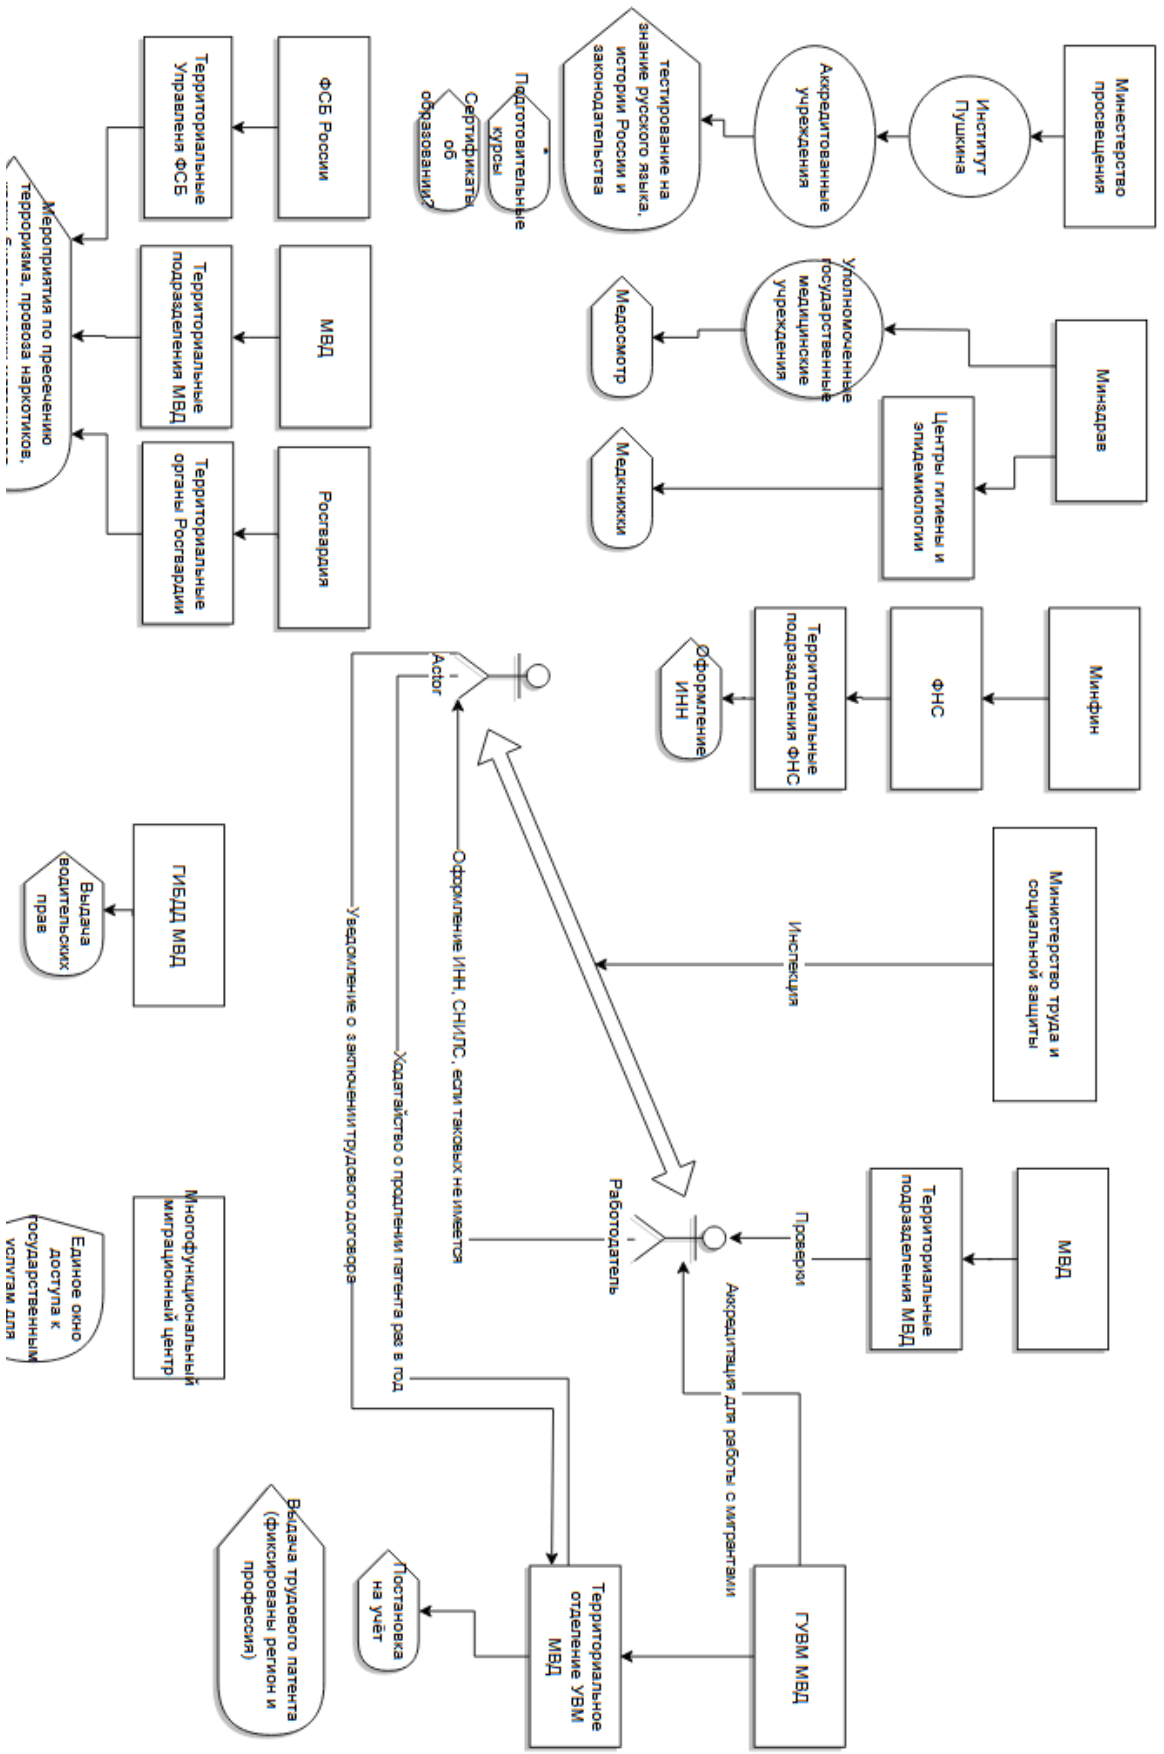 Минестерство
просвещения
Институт
Пушкина
Аккредитованные
учреждения
тестирование на
знание русского языка,
истории России и
законодательства
*
Подготовительные
курсы
Сертификаты
об
образовании?
Минздрав
Уполномоченные
государственные
медицинские
учреждения
Медосмотр
Центры гигиены и
эпидемиологии
Медкнижки
Минфин
ФНС
Территориальные
подразделения ФНС
Оформление
ИНН
Министерство труда и
социальной защиты
Инспекция
МВД
Территориальные
подразделения МВД
Проверки
ГУВМ МВД
Аккредитация для работы с мигрантами
Территориальное
отделение УВМ
МВД
Постановка
на учёт
Выдача трудового патента
(фиксированы регион и
профессия)
Actor
Работодатель
Оформление ИНН, СНИЛС, если таковых не имеется
Ходатайство о продлении патента раз в год
Уведомление о заключении трудового договора
ФСБ России
Территориальные
Управленя ФСБ
МВД
Территориальные
подразделения МВД
Росгвардия
Территориальные
органы Росгвардии
Мероприятия по пресечению
терроризма, провоза наркотиков,
ГИБДД МВД
Выдача
водительских
прав
Многофункциональный
миграционный центр
Единое окно
доступа к
государственным
услугам для